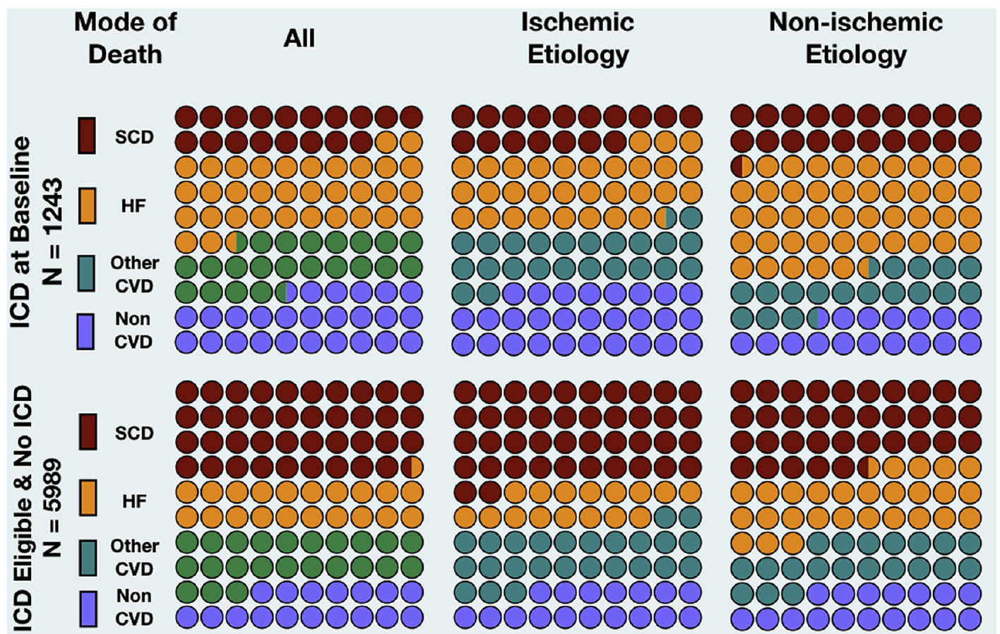 Mode of
Death
All
Ischemic
Etiology
Non-ischemic
Etiology
ICD at Baseline
N = 1243
SCD
HF
Other
CVD
Non
CVD
ICD Eligible & No ICD
N = 5989
SCD
HF
Other
CVD
Non
CVD